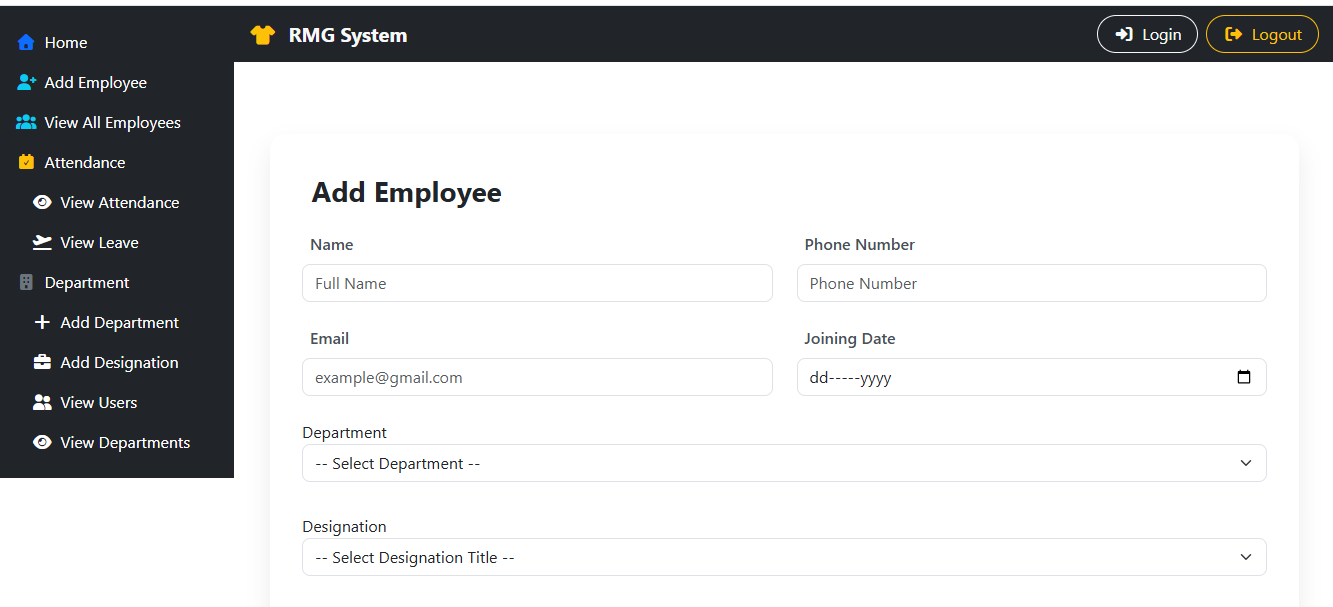 Home
Add Employee
View All Employees
Attendance
View Attendance
View Leave
Department
Add Department
Add Designation
View Users
View Departments
RMG System
Login
Logout
Add Employee
Name
Phone Number
Full Name
Phone Number
Email
Joining Date
example@gmail.com
dd-----yyyy
Department
-- Select Department --
Designation
-- Select Designation Title --